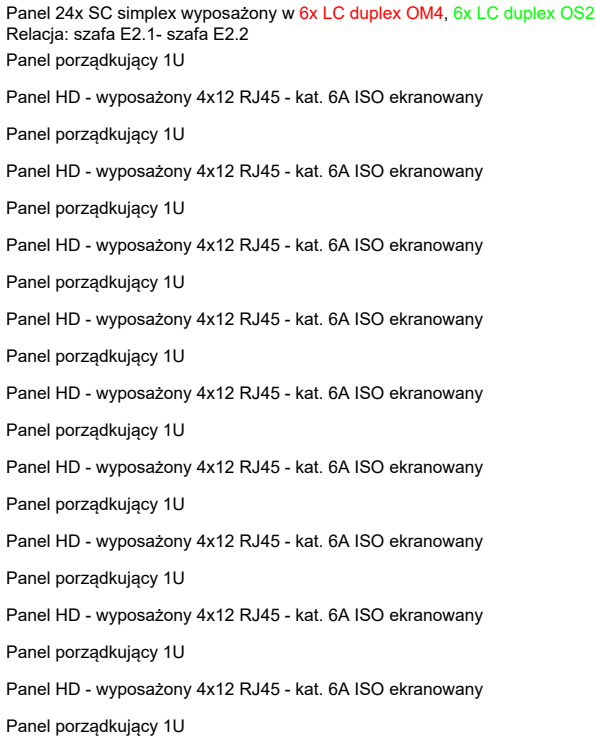 Panel 24x SC simplex wyposażony w 6x LC duplex OM4, 6x LC duplex OS2
Relacja: szafa E2.1- szafa E2.2
Panel porządkujący 1U
Panel HD - wyposażony 4x12 RJ45 - kat. 6A ISO ekranowany
Panel porządkujący 1U
Panel HD - wyposażony 4x12 RJ45 - kat. 6A ISO ekranowany
Panel porządkujący 1U
Panel HD - wyposażony 4x12 RJ45 - kat. 6A ISO ekranowany
Panel porządkujący 1U
Panel HD - wyposażony 4x12 RJ45 - kat. 6A ISO ekranowany
Panel porządkujący 1U
Panel HD - wyposażony 4x12 RJ45 - kat. 6A ISO ekranowany
Panel porządkujący 1U
Panel HD - wyposażony 4x12 RJ45 - kat. 6A ISO ekranowany
Panel porządkujący 1U
Panel HD - wyposażony 4x12 RJ45 - kat. 6A ISO ekranowany
Panel porządkujący 1U
Panel HD - wyposażony 4x12 RJ45 - kat. 6A ISO ekranowany
Panel porządkujący 1U
Panel HD - wyposażony 4x12 RJ45 - kat. 6A ISO ekranowany
Panel porządkujący 1U